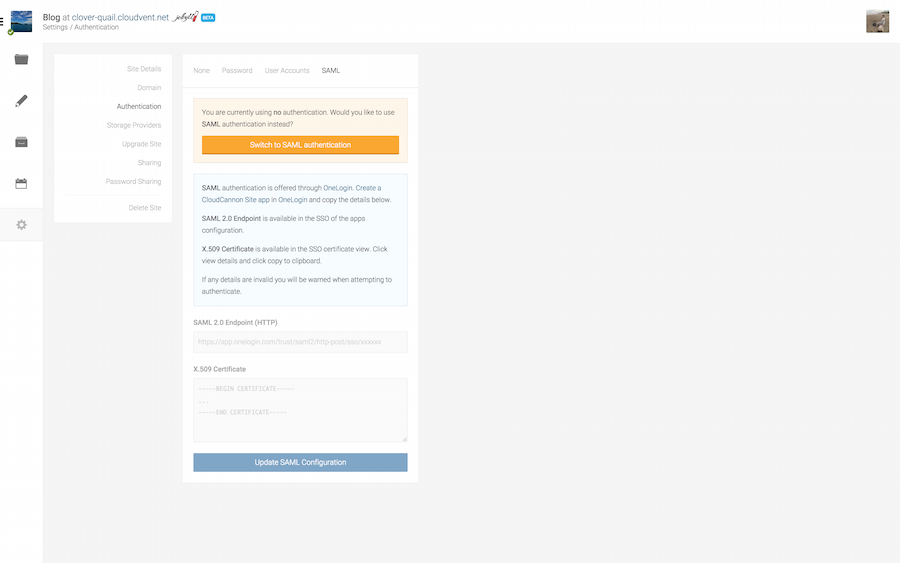 Blog at clover-quail.cloudvent.net jekyll BETA
Settings / Authentication
Site Details
Domain
Authentication
Storage Providers
Upgrade Site
Sharing
Password Sharing
Delete Site
None Password User Accounts SAML
You are currently using no authentication. Would you like to use
SAML authentication instead?
Switch to SAML authentication
SAML authentication is offered through OneLogin. Create a
CloudCannon Site app in OneLogin and copy the details below.
SAML 2.0 Endpoint is available in the SSO of the apps
configuration.
X.509 Certificate is available in the SSO certificate view. Click
view details and click copy to clipboard.
If any details are invalid you will be warned when attempting to
authenticate.
SAML 2.0 Endpoint (HTTP)
https://app.onelogin.com/trust/saml2/http-post/sso/xxxxxx
X.509 Certificate
-----BEGIN CERTIFICATE-----
...
-----END CERTIFICATE-----
Update SAML Configuration